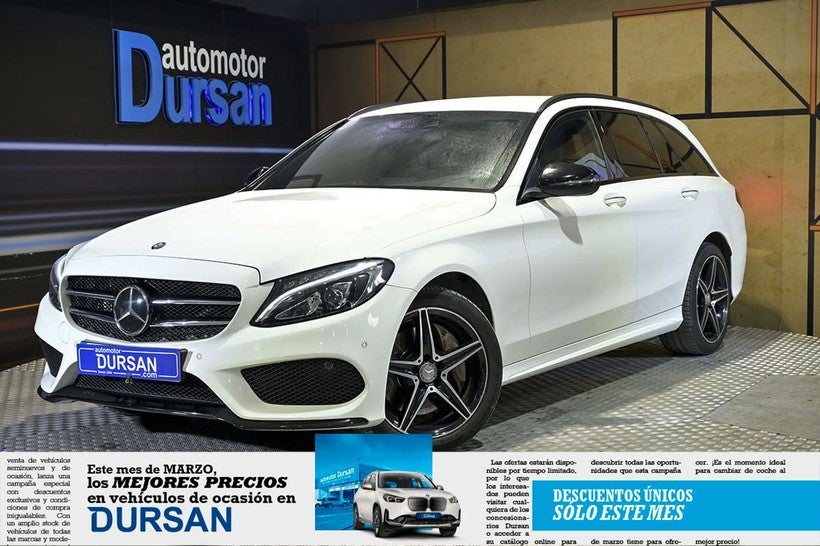 automotor
Dursan
automotor
DURSAN
.com
venta de vehículos
seminuevos y de
ocasión, lanza una
campaña especial
con descuentos
exclusivos y condi-
ciones de compra
inigualables. Con
un amplio stock de
vehículos de todas
las marcas y mode-
Este mes de MARZO,
los MEJORES PRECIOS
en vehículos de ocasión en
DURSAN
automotor Dursan
Las ofertas estarán dispo-
nibles por tiempo limitado,
por lo que
los interesa-
dos pueden
visitar cual-
quiera de los
concesiona-
rios Dursan
o acceder a
su catálogo online para
descubrir todas las oportu-
nidades que esta campaña
cer. ¡Es el momento ideal
para cambiar de coche al
DESCUENTOS ÚNICOS
SÓLO ESTE MES
de marzo tiene para ofre-
mejor precio!